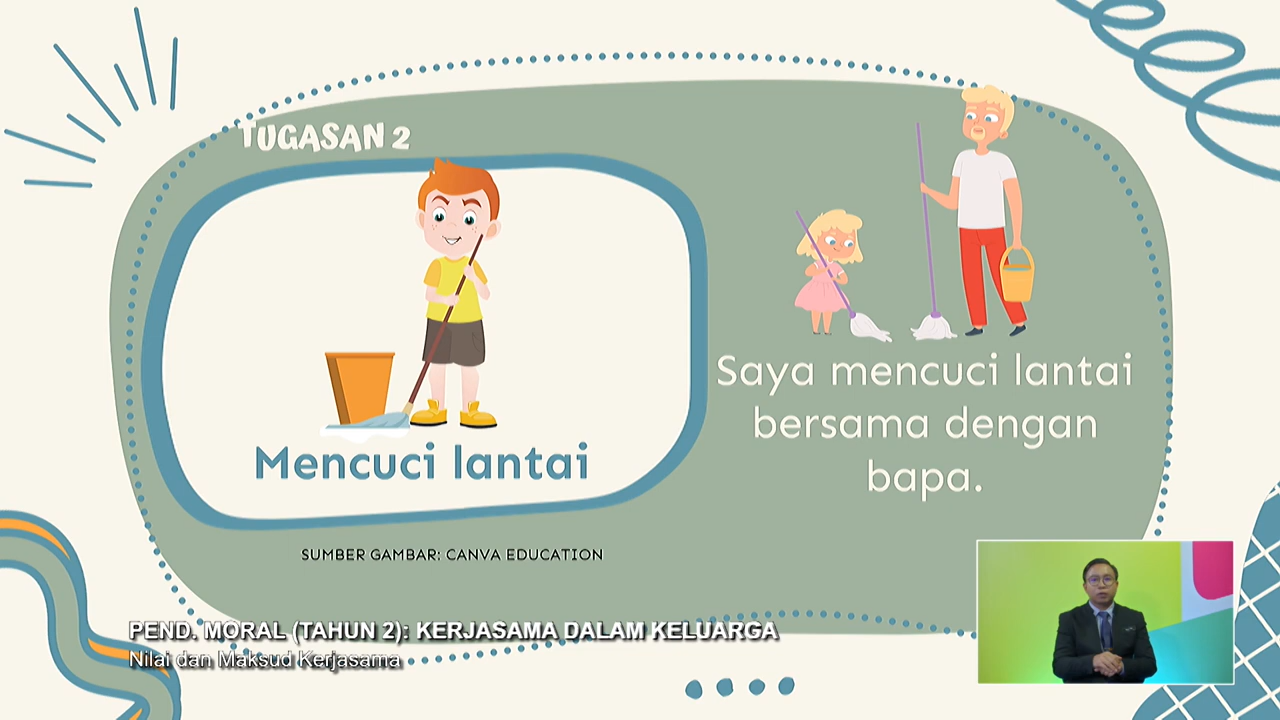 TUGASAN 2
Mencuci lantai
Saya mencuci lantai
bersama dengan
bapa.
SUMBER GAMBAR: CANVA EDUCATION
PEND. MORAL (TAHUN 2): KERJASAMA DALAM KELUARGA
Nilai dan Maksud Kerjasama